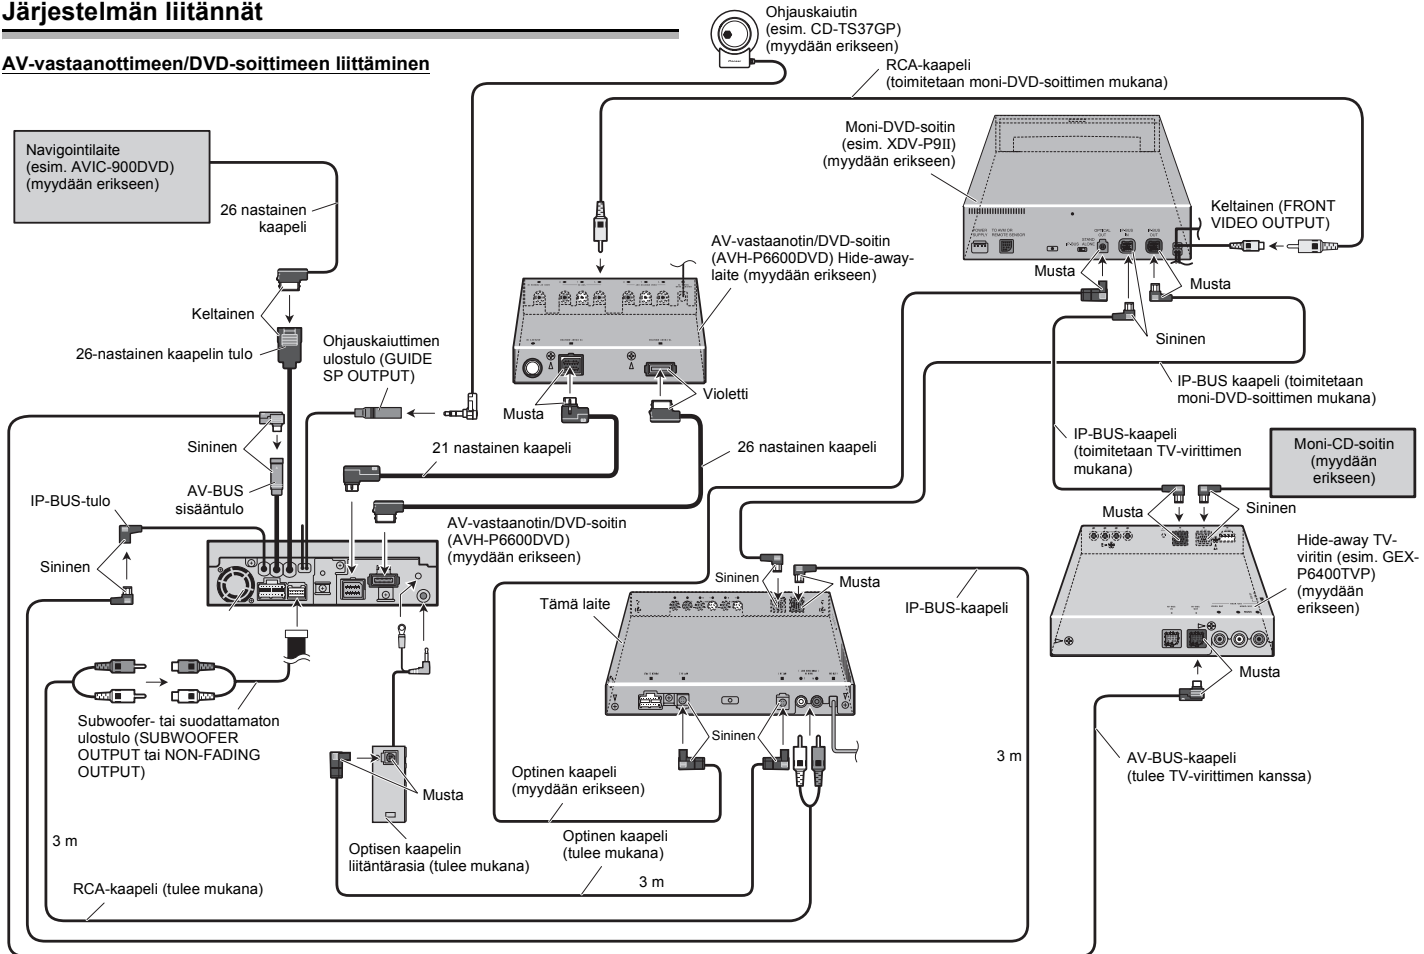 Järjestelmän liitännät
AV-vastaanottimeen/DVD-soittimeen liittäminen
Ohjauskaiutin
(esim. CD-TS37GP)
(myydään erikseen)
RCA-kaapeli
(toimitetaan moni-DVD-soittimen mukana)
Moni-DVD-soitin
(esim. XDV-P9II)
(myydään erikseen)
Navigointilaite
(esim. AVIC-900DVD)
(myydään erikseen)
26 nastainen
kaapeli
Keltainen (FRONT
VIDEO OUTPUT)
AV-vastaanotin/DVD-soitin
(AVH-P6600DVD) Hide-away-
laite (myydään erikseen)
Musta
Musta
Sininen
Keltainen
26-nastainen kaapelin tulo
Ohjauskaiuttimen
ulostulo (GUIDE
SP OUTPUT)
Musta
Violetti
IP-BUS kaapeli (toimitetaan
moni-DVD-soittimen mukana)
Sininen
21 nastainen kaapeli
26 nastainen kaapeli
IP-BUS-kaapeli
(toimitetaan TV-virittimen
mukana)
Moni-CD-soitin
(myydään
erikseen)
AV-BUS
sisääntulo
IP-BUS-tulo
Musta
Sininen
AV-vastaanotin/DVD-soitin
(AVH-P6600DVD)
(myydään erikseen)
Hide-away TV-
viritin (esim. GEX-
P6400TVP)
(myydään
erikseen)
Sininen
Sininen
Musta
Tämä laite
IP-BUS-kaapeli
Musta
Subwoofer- tai suodattamaton
ulostulo (SUBWOOFER
OUTPUT tai NON-FADING
OUTPUT)
Sininen
3 m
AV-BUS-kaapeli
(tulee TV-virittimen kanssa)
Optinen kaapeli
(myydään erikseen)
Musta
Optisen kaapelin
liitäntärasia (tulee mukana)
Optinen kaapeli
(tulee mukana)
3 m
3 m
RCA-kaapeli (tulee mukana)